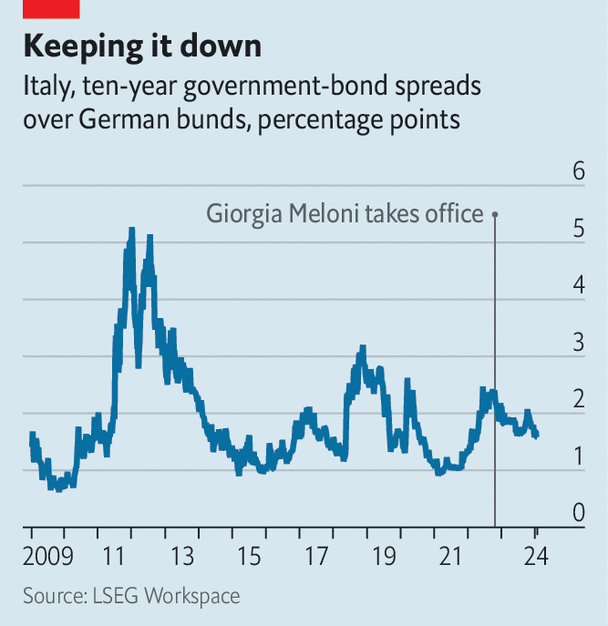 Keeping it down
Italy, ten-year government-bond spreads
over German bunds, percentage points
6
Giorgia Meloni takes office
5
4
3
2
1
0
2009 11 13 15 17 19 21 24
Source: LSEG Workspace